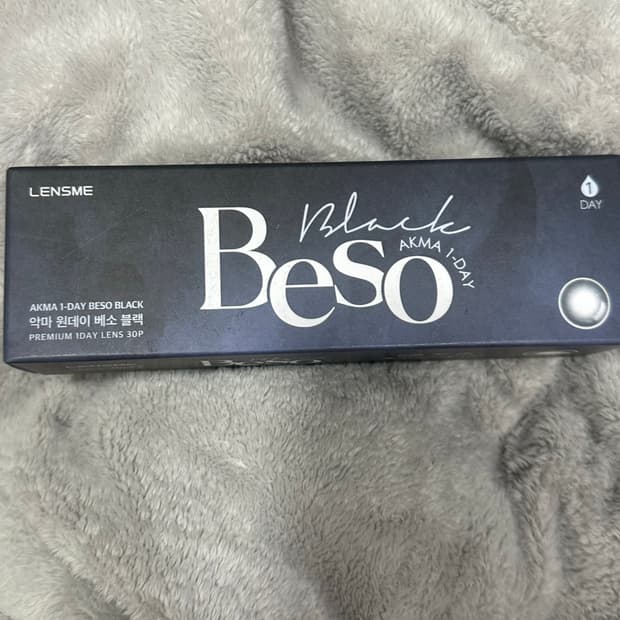 LENSME
Black
Beso
AKMA 1-DAY
1
DAY
AKMA 1-DAY BESO BLACK
악마 원데이 베소 블랙
PREMIUM 1DAY LENS 30P
Beso